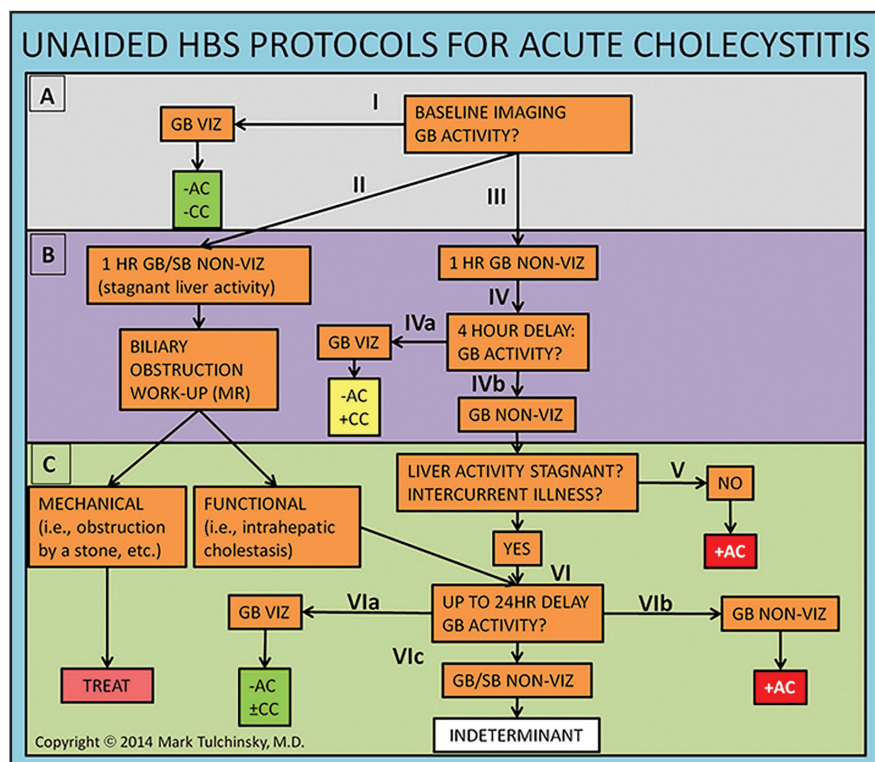 UNAIDED HBS PROTOCOLS FOR ACUTE CHOLECYSTITIS
A
I
BASELINE IMAGING
GB ACTIVITY?
GB VIZ
-AC
-CC
II
III
B
1 HR GB/SB NON-VIZ
(stagnant liver activity)
1 HR GB NON-VIZ
IV
BILIARY
OBSTRUCTION
WORK-UP (MR)
GB VIZ
IVa
4 HOUR DELAY:
GB ACTIVITY?
-AC
+CC
IVb
GB NON-VIZ
C
LIVER ACTIVITY STAGNANT?
INTERCURRENT ILLNESS?
V
NO
MECHANICAL
(i.e., obstruction
by a stone, etc.)
FUNCTIONAL
(i.e., intrahepatic
cholestasis)
YES
+AC
VI
GB VIZ
VIa
UP TO 24HR DELAY
GB ACTIVITY?
VIb
GB NON-VIZ
VIc
TREAT
-AC
±CC
GB/SB NON-VIZ
+AC
INDETERMINANT
Copyright © 2014 Mark Tulchinsky, M.D.